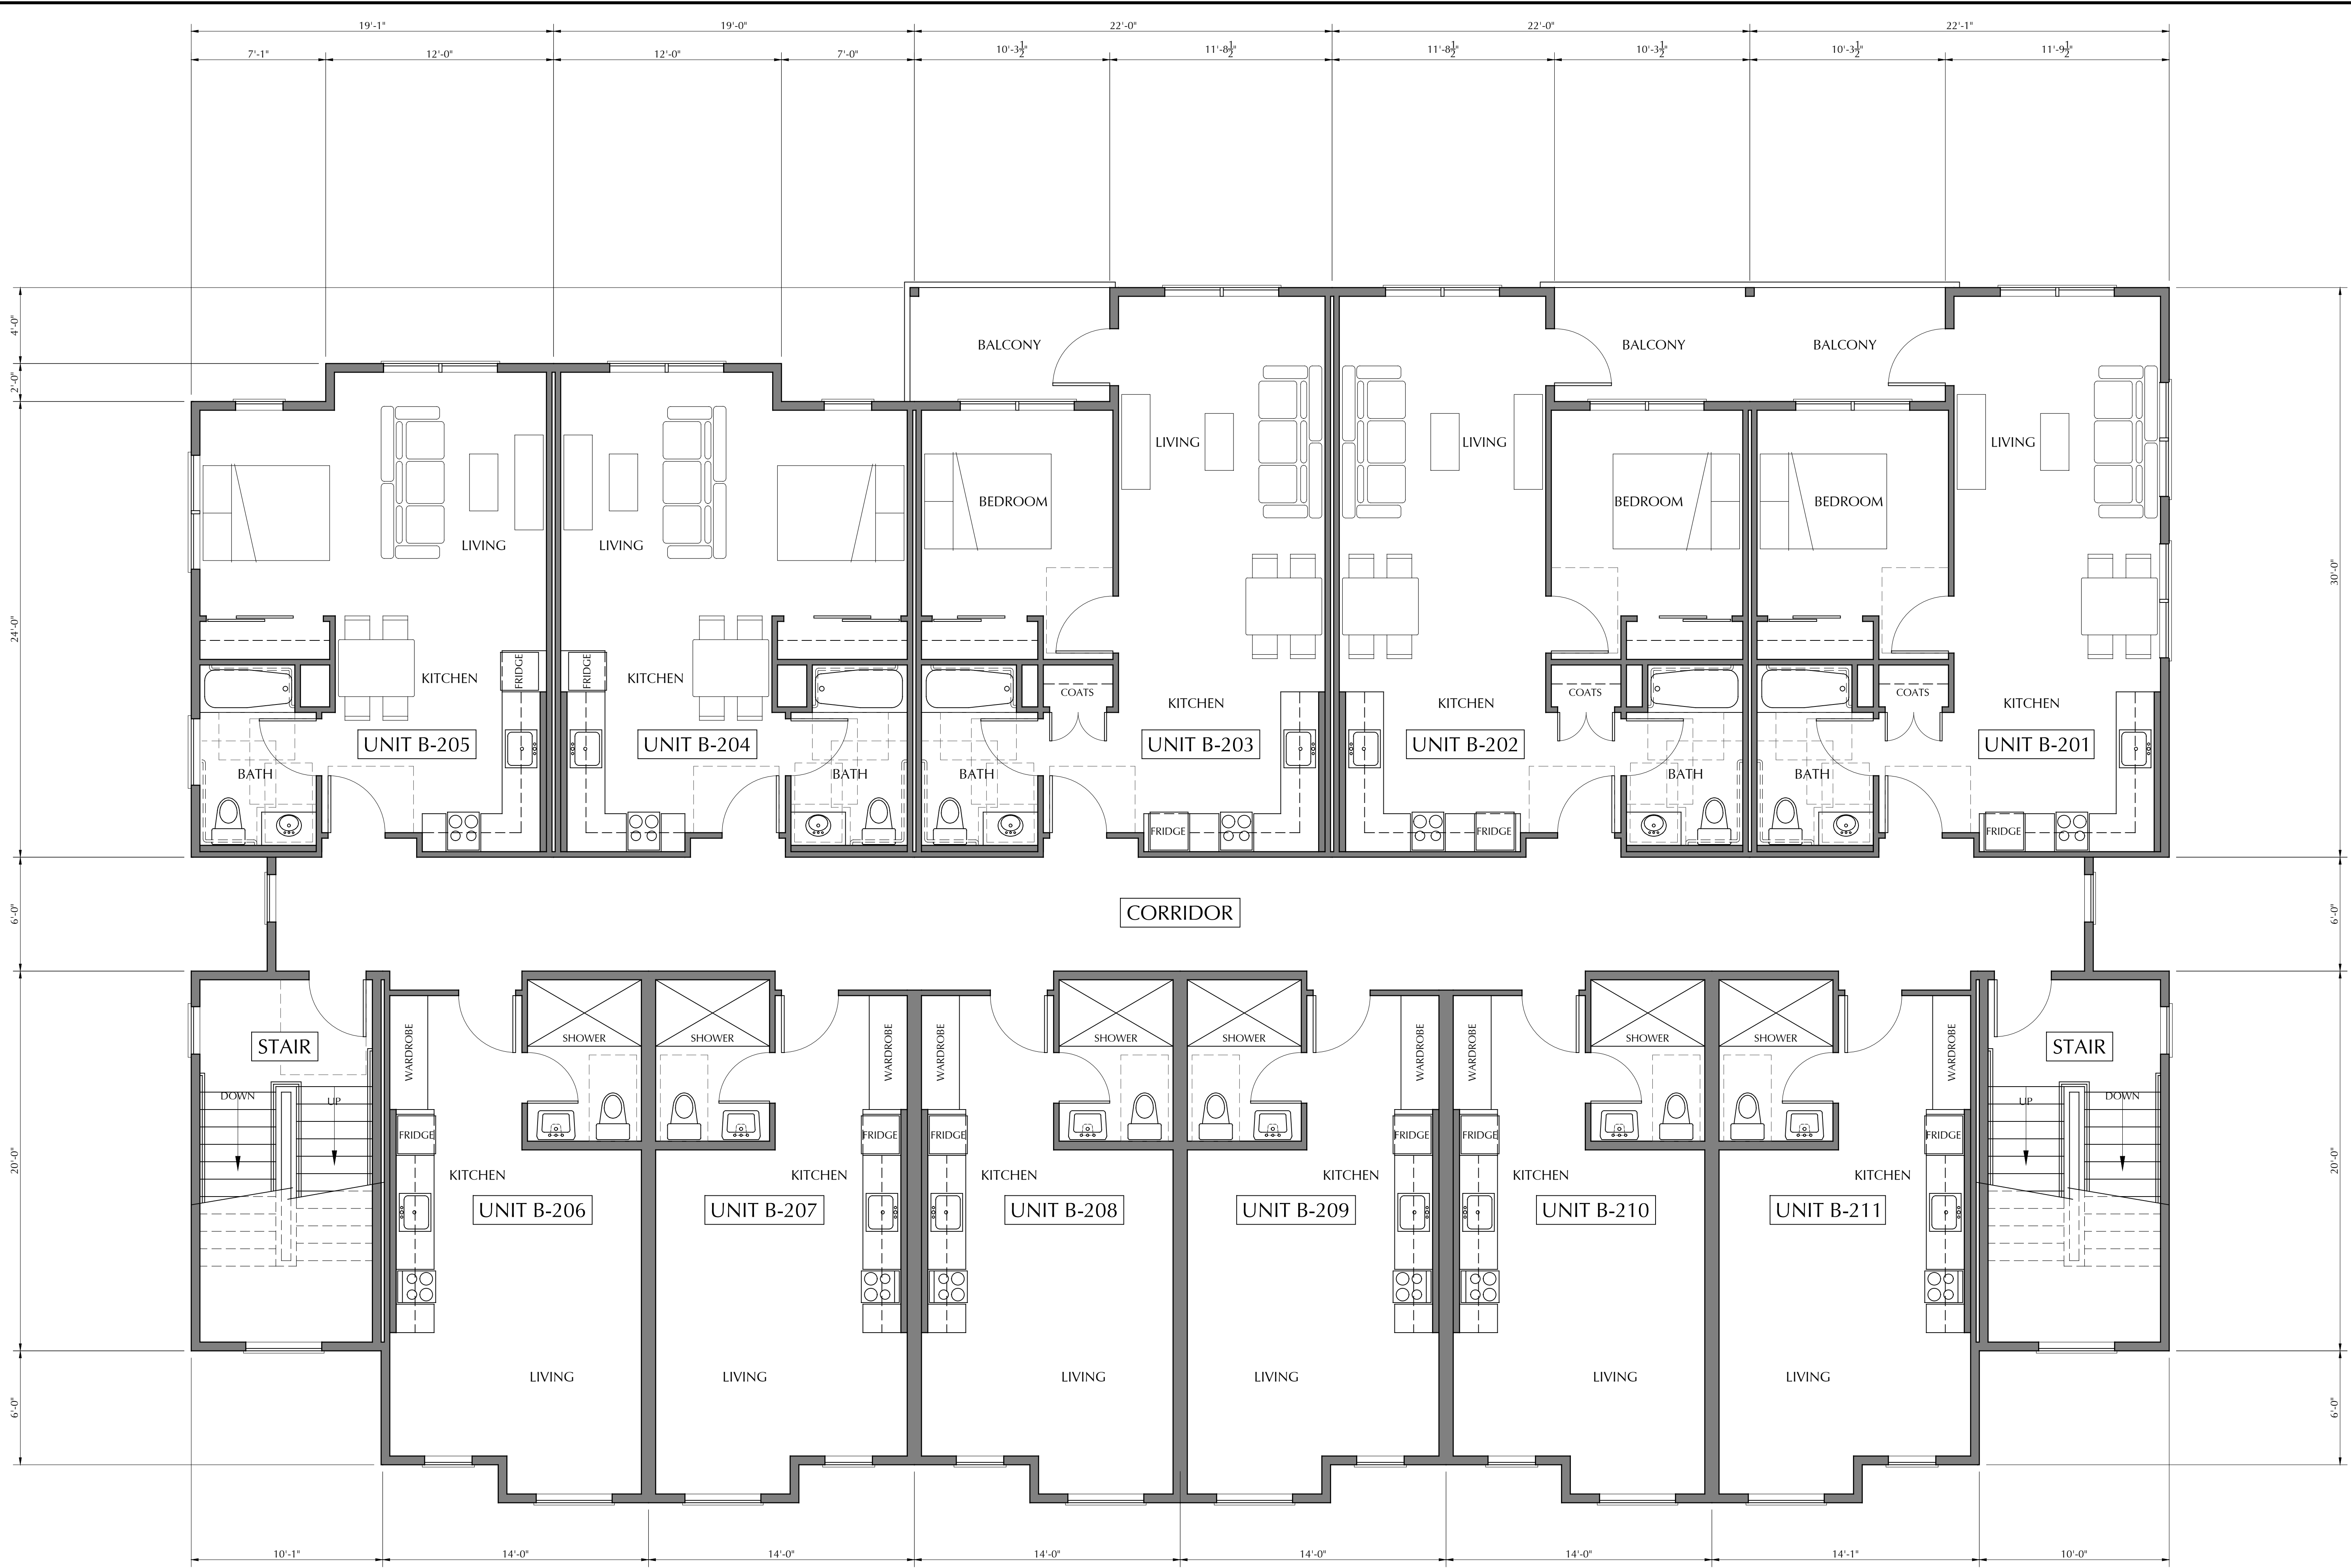 19'-1" 19'-0" 22'-0" 22'-0" 22'-1"
7'-1" 12'-0" 12'-0" 7'-0" 10'-3½" 11'-8½" 11'-8½" 10'-3½" 10'-3½" 11'-9½"
4'-0"
2'-0"
24'-0"
6'-0"
20'-0"
6'-0"
30'-0"
6'-0"
20'-0"
6'-0"
BALCONY BALCONY BALCONY
LIVING LIVING LIVING
BEDROOM BEDROOM BEDROOM
LIVING LIVING
FRIDGE FRIDGE
KITCHEN KITCHEN
COATS COATS COATS
KITCHEN KITCHEN KITCHEN
UNIT B-205 UNIT B-204 UNIT B-203 UNIT B-202 UNIT B-201
BATH BATH BATH BATH BATH
FRIDGE FRIDGE FRIDGE
CORRIDOR
SHOWER SHOWER SHOWER SHOWER SHOWER SHOWER
STAIR STAIR
WARDROBE WARDROBE WARDROBE WARDROBE WARDROBE WARDROBE
DOWN UP UP DOWN
FRIDGE FRIDGE FRIDGE FRIDGE FRIDGE FRIDGE
KITCHEN KITCHEN KITCHEN KITCHEN KITCHEN KITCHEN
UNIT B-206 UNIT B-207 UNIT B-208 UNIT B-209 UNIT B-210 UNIT B-211
LIVING LIVING LIVING LIVING LIVING LIVING
10'-1" 14'-0" 14'-0" 14'-0" 14'-0" 14'-0" 14'-1" 10'-0"